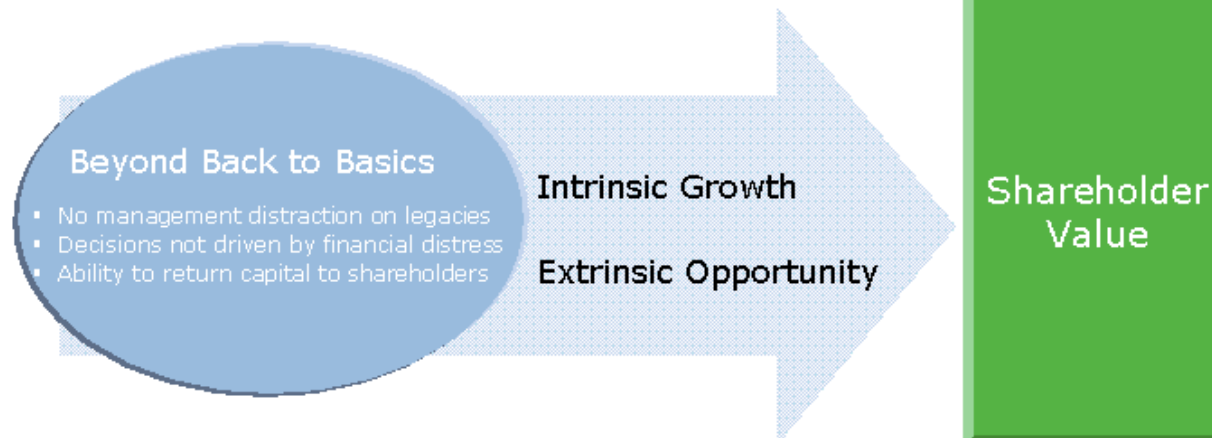 Beyond Back to Basics
▪ No management distraction on legacies
▪ Decisions not driven by financial distress
▪ Ability to return capital to shareholders
Intrinsic Growth
Extrinsic Opportunity
Shareholder
Value